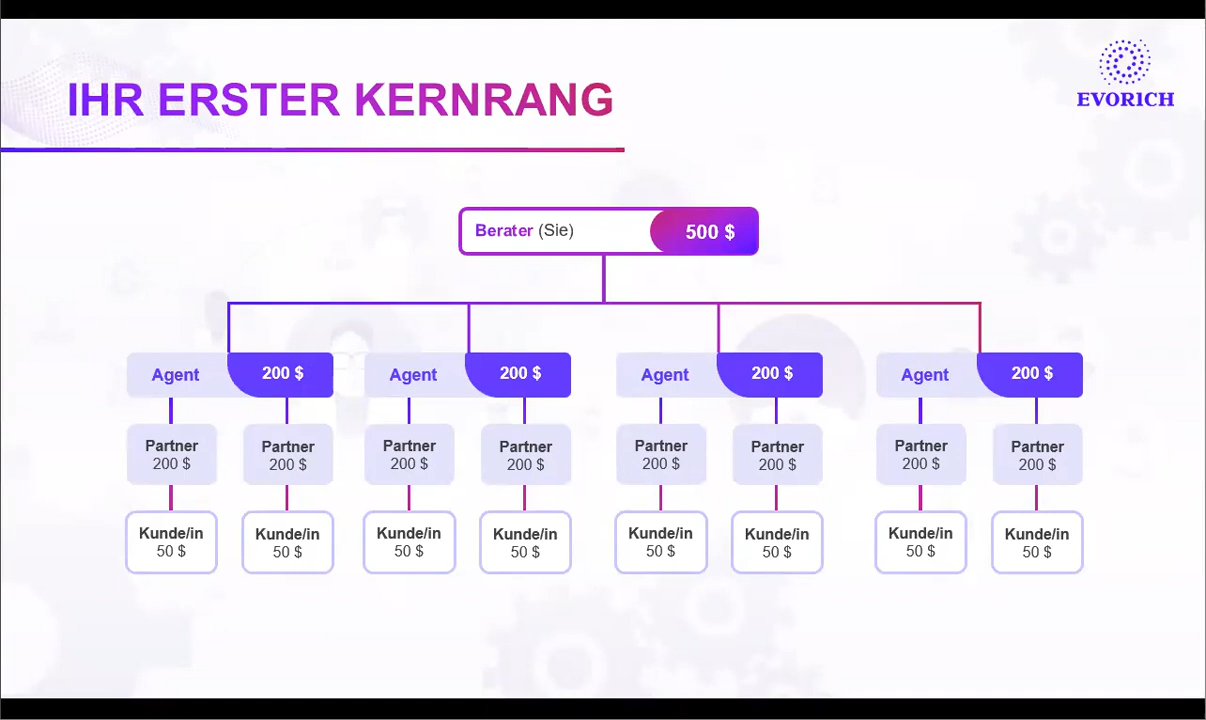 IHR ERSTER KERNRANG
EVORICH
Berater (Sie) 500 $
Agent 200 $ Agent 200 $ Agent 200 $ Agent 200 $
Partner Partner Partner Partner Partner Partner Partner Partner
200 $ 200 $ 200 $ 200 $ 200 $ 200 $ 200 $ 200 $
Kunde/in Kunde/in Kunde/in Kunde/in Kunde/in Kunde/in Kunde/in Kunde/in
50 $ 50 $ 50 $ 50 $ 50 $ 50 $ 50 $ 50 $